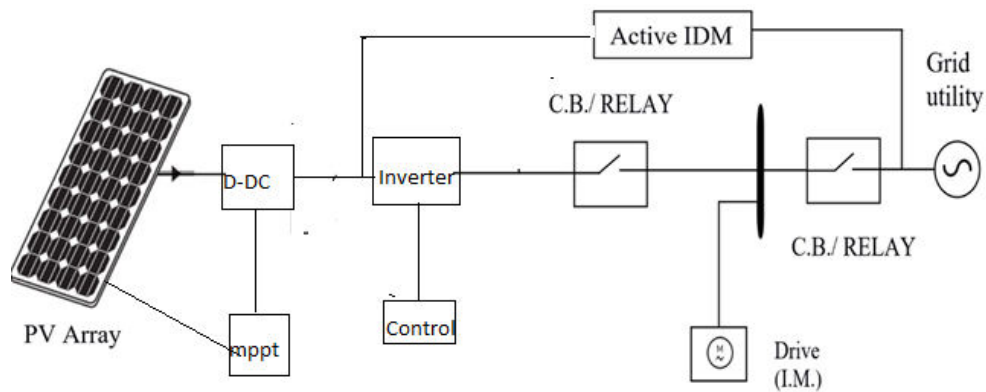 Active IDM
Grid
utility
C.B./ RELAY
D-DC
Inverter
C.B./ RELAY
PV Array
mppt
Control
M
~
Drive
(I.M.)